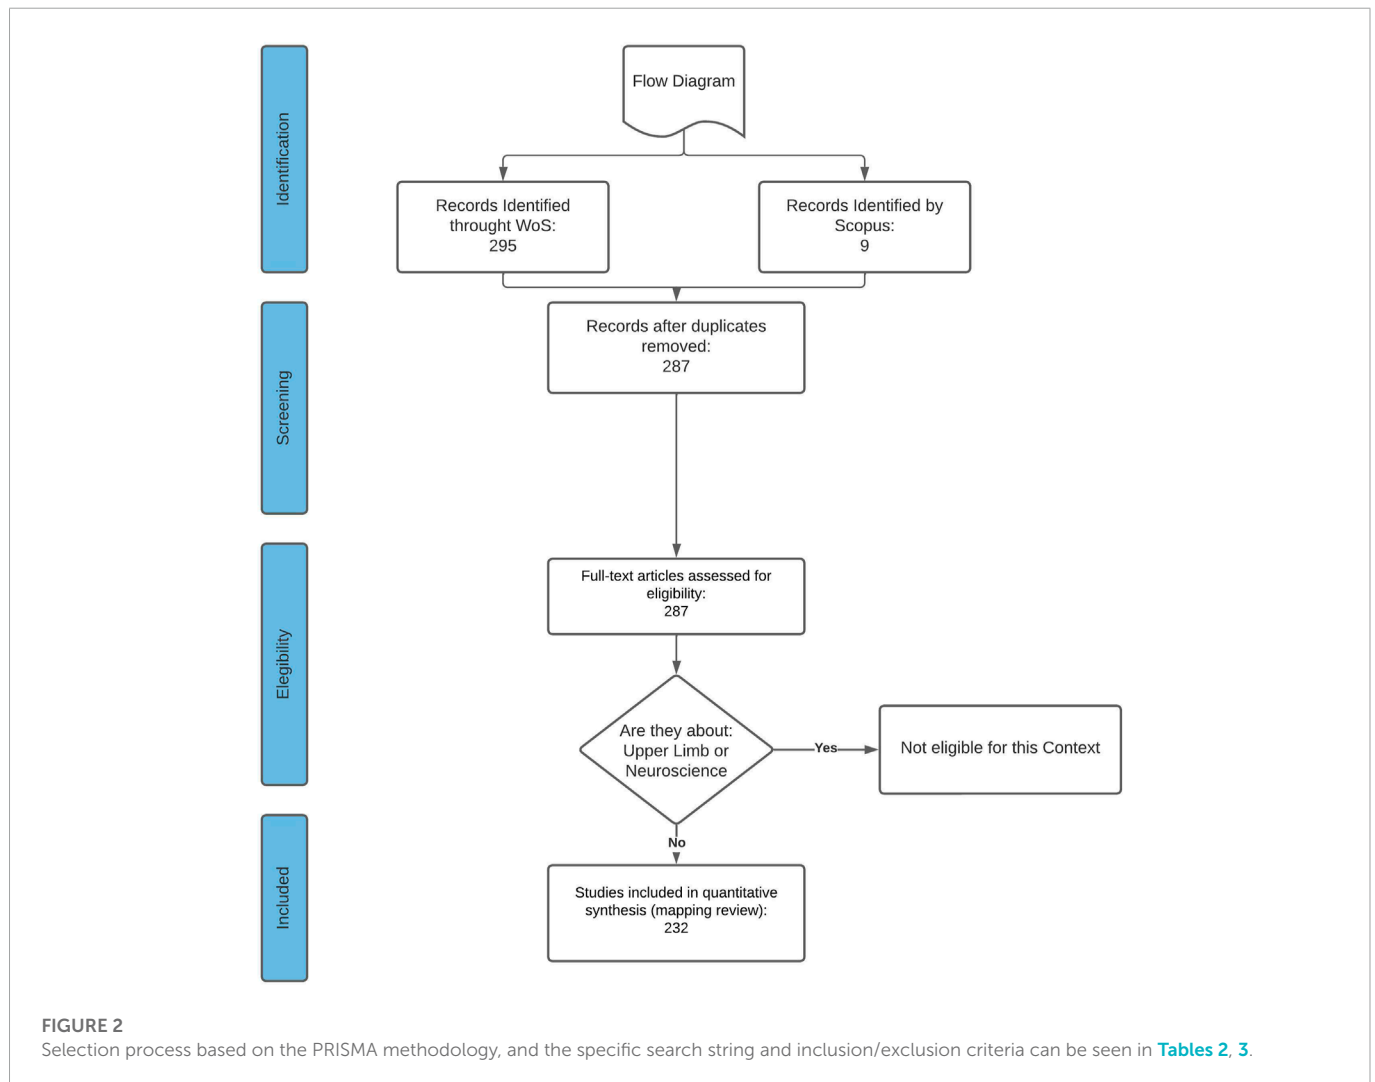 Identification
Flow Diagram
Records Identified
throught WoS:
295
Records Identified by
Scopus:
9
Screening
Records after duplicates
removed:
287
Elegibility
Full-text articles assessed for
eligibility:
287
Are they about:
Upper Limb or
Neuroscience
Yes
Not eligible for this Context
No
Included
Studies included in quantitative
synthesis (mapping review):
232
FIGURE 2
Selection process based on the PRISMA methodology, and the specific search string and inclusion/exclusion criteria can be seen in Tables 2, 3.